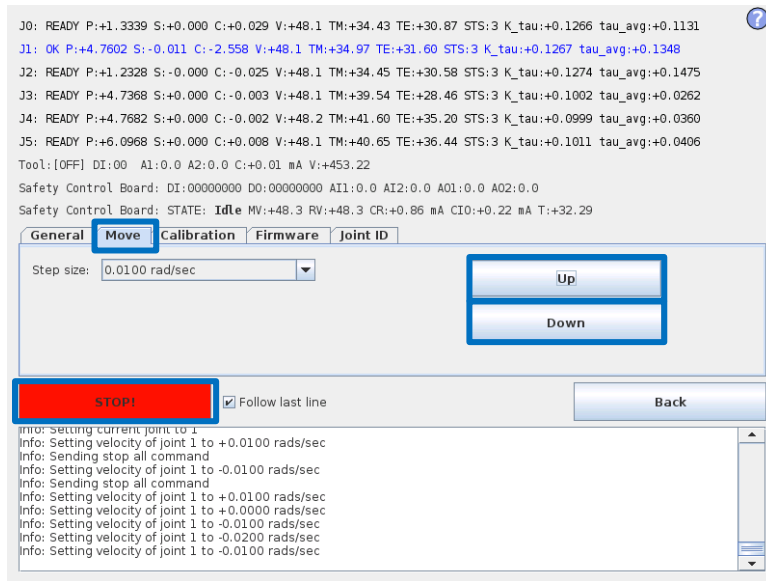 J0: READY P:+1.3339 S:+0.000 C:+0.029 V:+48.1 TM:+34.43 TE:+30.87 STS:3 K_tau:+0.1266 tau_avg:+0.1131
?
J1: OK P:+4.7602 S:-0.011 C:-2.558 V:+48.1 TM:+34.97 TE:+31.60 STS:3 K_tau:+0.1267 tau_avg:+0.1348
J2: READY P:+1.2328 S:-0.000 C:-0.025 V:+48.1 TM:+34.45 TE:+30.58 STS:3 K_tau:+0.1274 tau_avg:+0.1475
J3: READY P:+4.7368 S:+0.000 C:-0.003 V:+48.1 TM:+39.54 TE:+28.46 STS:3 K_tau:+0.1002 tau_avg:+0.0262
J4: READY P:+4.7682 S:+0.000 C:-0.002 V:+48.2 TM:+41.60 TE:+35.20 STS:3 K_tau:+0.0999 tau_avg:+0.0360
J5: READY P:+6.0968 S:+0.000 C:+0.008 V:+48.1 TM:+40.65 TE:+36.44 STS:3 K_tau:+0.1011 tau_avg:+0.0406
Tool:[OFF] DI:00 A1:0.0 A2:0.0 C:+0.01 mA V:+453.22
Safety Control Board: DI:00000000 DO:00000000 AI1:0.0 AI2:0.0 AO1:0.0 AO2:0.0
Safety Control Board: STATE: Idle MV:+48.3 RV:+48.3 CR:+0.86 mA CIO:+0.22 mA T:+32.29
General Move Calibration Firmware Joint ID
Step size: 0.0100 rad/sec
Up
Down
STOP! Follow last line Back
Info: Setting current joint to 1
Info: Setting velocity of joint 1 to +0.0100 rads/sec
Info: Sending stop all command
Info: Setting velocity of joint 1 to -0.0100 rads/sec
Info: Sending stop all command
Info: Setting velocity of joint 1 to +0.0100 rads/sec
Info: Setting velocity of joint 1 to +0.0000 rads/sec
Info: Setting velocity of joint 1 to -0.0100 rads/sec
Info: Setting velocity of joint 1 to -0.0200 rads/sec
Info: Setting velocity of joint 1 to -0.0100 rads/sec